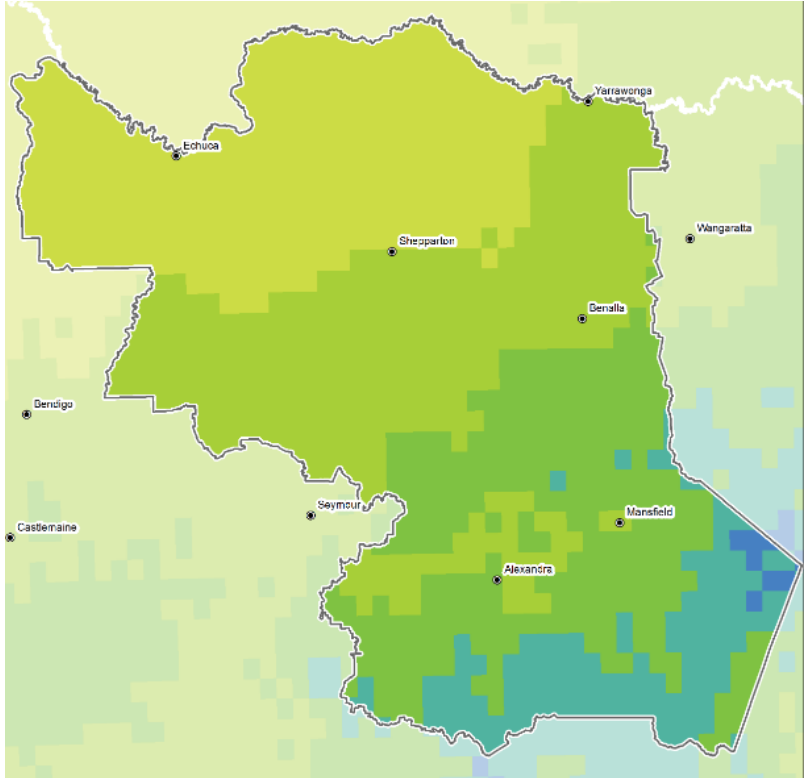 Yarrawonga
Echuca
Wangaratta
Shepparton
Benalla
Bendigo
Seymour
Mansfield
Castlemaine
Alexandra